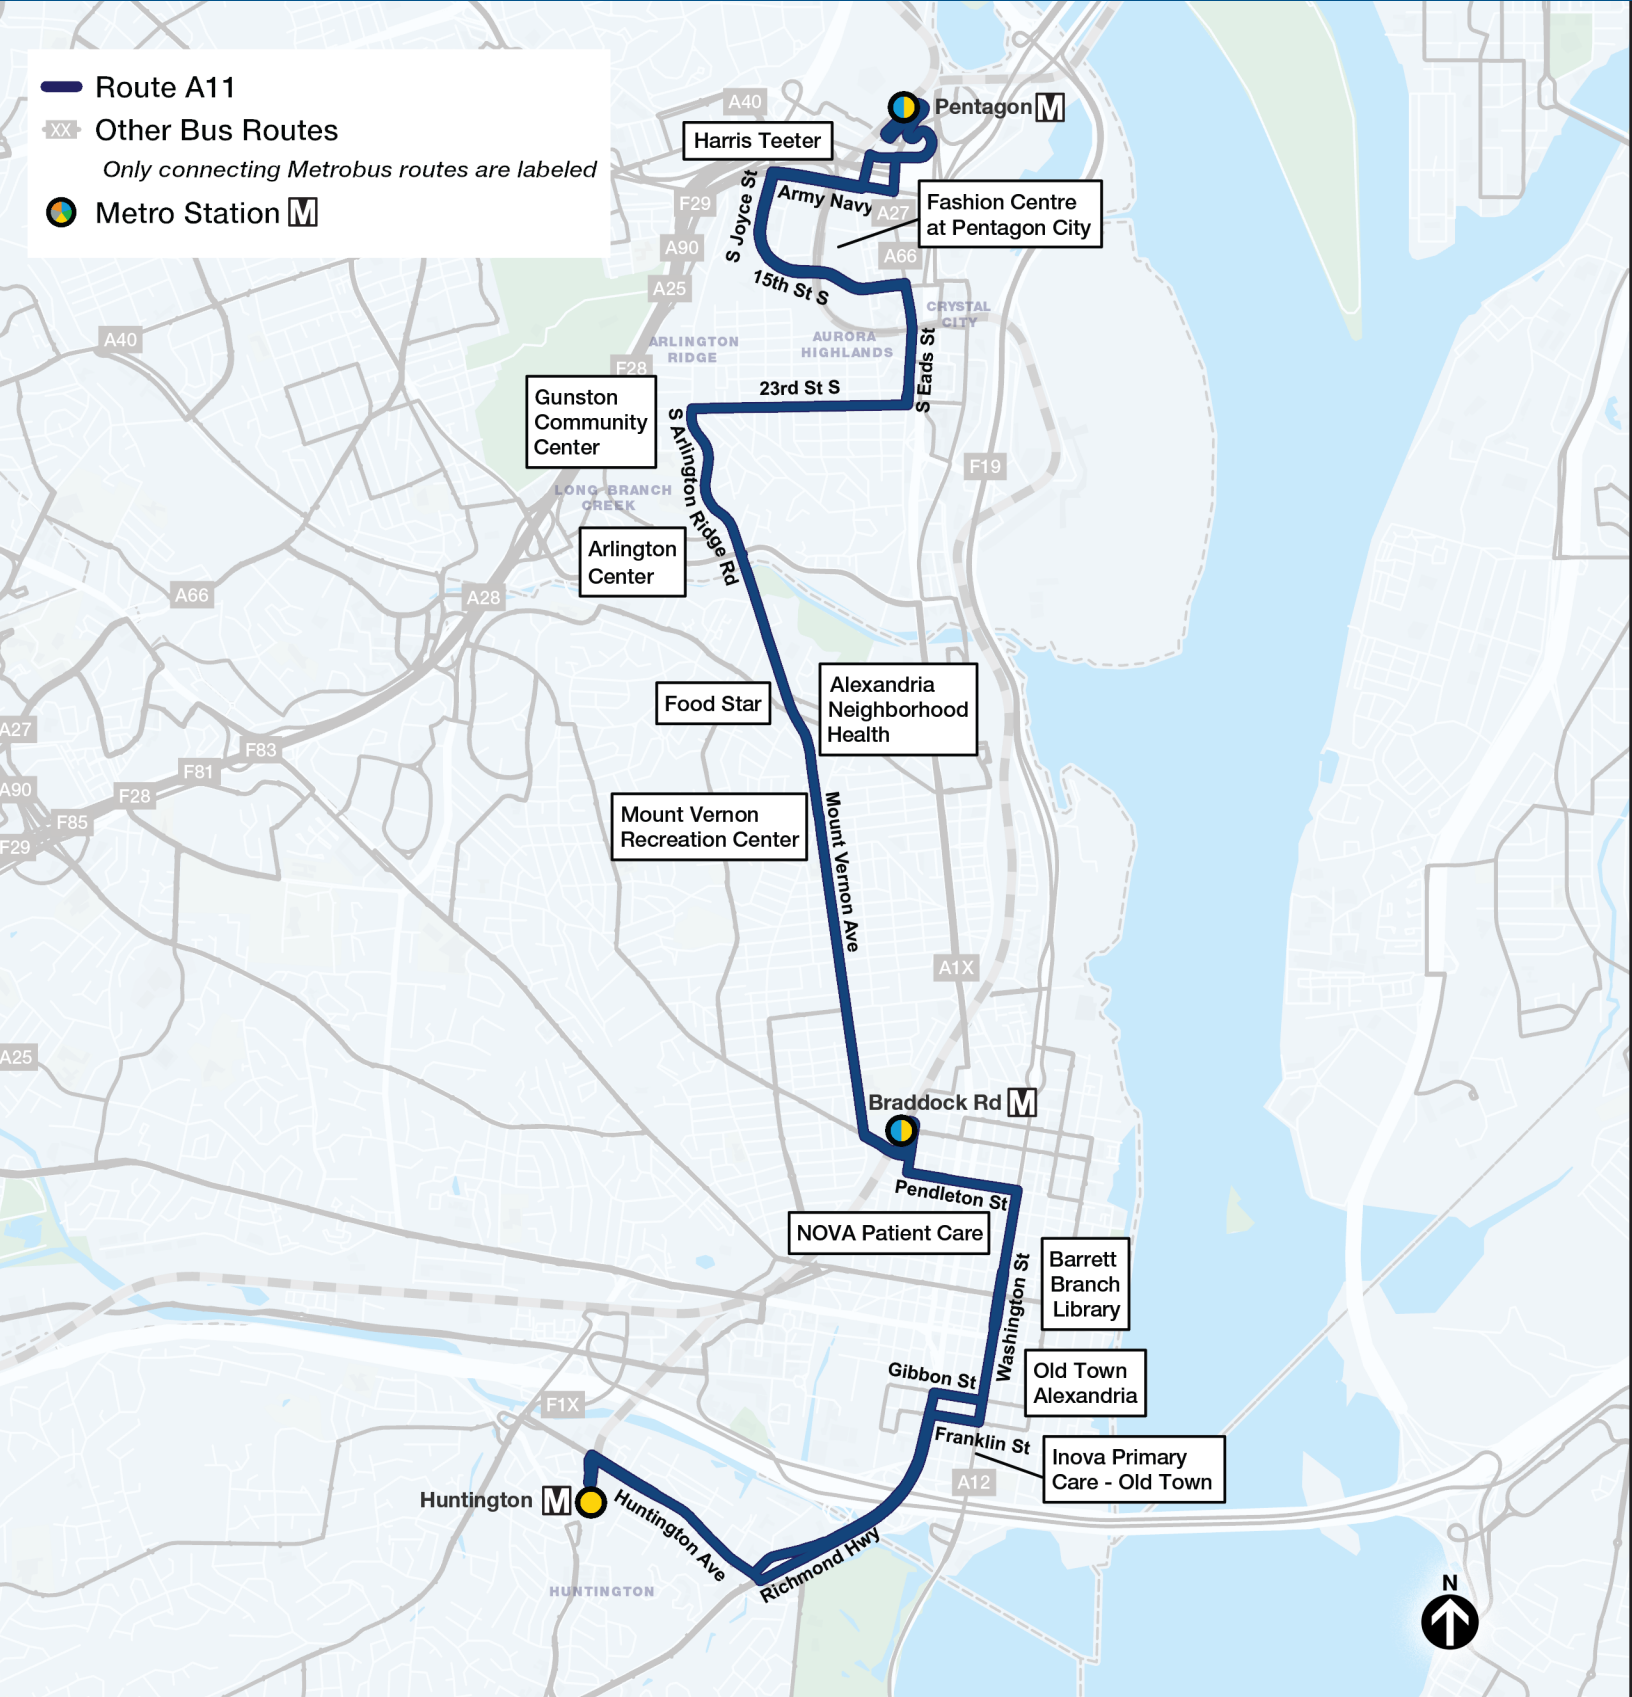 Route A11
XX Other Bus Routes
Only connecting Metrobus routes are labeled
Metro Station M
Pentagon M
A40
Harris Teeter
S Joyce St
Army Navy
F29
A27
Fashion Centre
at Pentagon City
A90
A66
A25
15th St S
CRYSTAL
CITY
A40
ARLINGTON
RIDGE
AURORA
HIGHLANDS
S Eads St
F28
23rd St S
Gunston
Community
Center
S Arlington Ridge Rd
F19
LONG BRANCH
CREEK
Arlington
Center
A66
A28
Food Star
Alexandria
Neighborhood
Health
A27
F83
F81
A90
F28
F85
F29
Mount Vernon
Recreation Center
Mount Vernon Ave
A1X
A25
Braddock Rd M
Pendleton St
NOVA Patient Care
Washington St
Barrett
Branch
Library
Old Town
Alexandria
Gibbon St
F1X
Franklin St
Inova Primary
Care - Old Town
A12
Huntington M
Huntington Ave
Richmond Hwy
HUNTINGTON
N